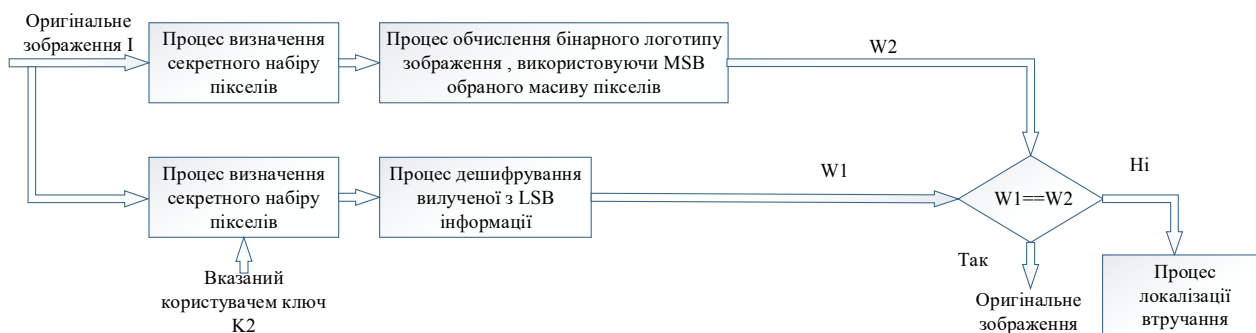 Оригінальне
зображення I
Процес визначення
секретного набіру
пікселів
Процес обчислення бінарного логотипу
зображення , використовуючи MSB
обраного масиву пікселів
W2
Процес визначення
секретного набіру
пікселів
Процес дешифрування
вилученої з LSB
інформації
W1
W1==W2
Ні
Так
Вказаний
користувачем ключ
K2
Оригінальне
зображення
Процес
локалізації
втручання